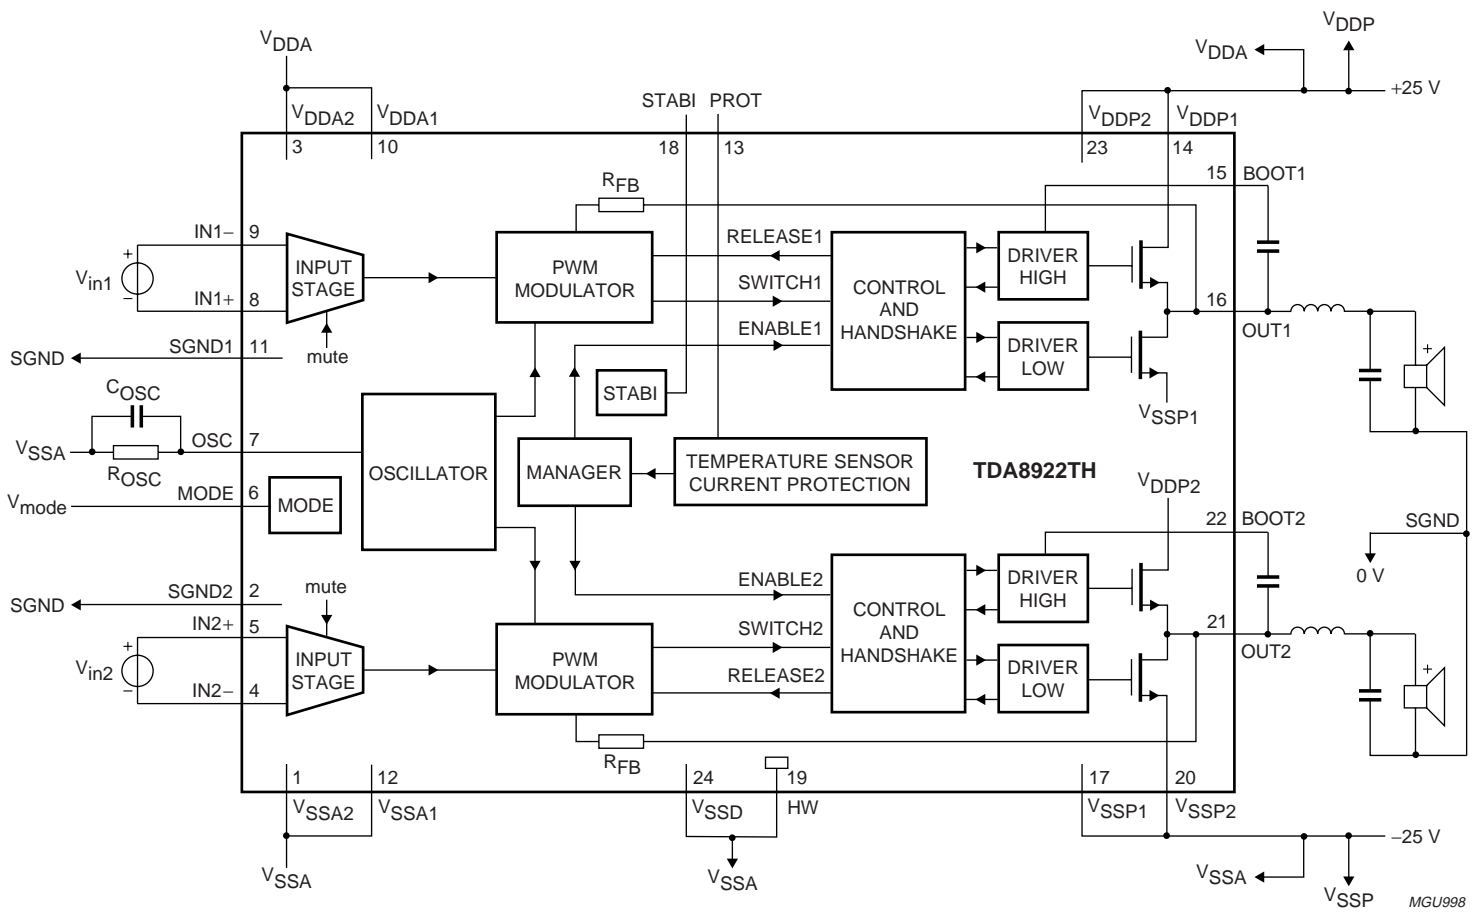 VDDP
VDDA
VDDA
+25 V
STABI PROT
VDDA2 VDDA1
VDDP2 VDDP1
3 10 18 13 23 14
15 BOOT1
RFB
IN1− 9
RELEASE1
INPUT STAGE
PWM MODULATOR
DRIVER HIGH
+
Vin1
−
SWITCH1
CONTROL AND HANDSHAKE
IN1+ 8
16
OUT1
ENABLE1
SGND SGND1 11
mute
DRIVER LOW
+
COSC
STABI
VSSP1
VSSA OSC 7
ROSC
OSCILLATOR
MANAGER
TEMPERATURE SENSOR
CURRENT PROTECTION
TDA8922TH
Vmode MODE 6
MODE
VDDP2
22 BOOT2
SGND
0 V
SGND SGND2 2
mute
ENABLE2
DRIVER HIGH
IN2+ 5
+
Vin2
−
INPUT STAGE
PWM MODULATOR
SWITCH2
CONTROL AND HANDSHAKE
21
OUT2
RELEASE2
DRIVER LOW
+
IN2− 4
RFB
1 12 24 19 17 20
VSSA2 VSSA1 VSSD HW VSSP1 VSSP2
−25 V
VSSA VSSA VSSA
VSSP
MGU998